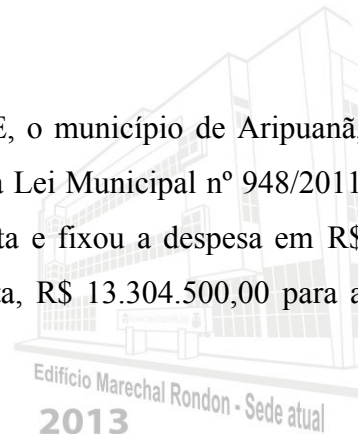 E, o município de Aripuanã,
a Lei Municipal nº 948/2011
ta e fixou a despesa em R$
ta, R$ 13.304.500,00 para a
Edifício Marechal Rondon - Sede atual
2013